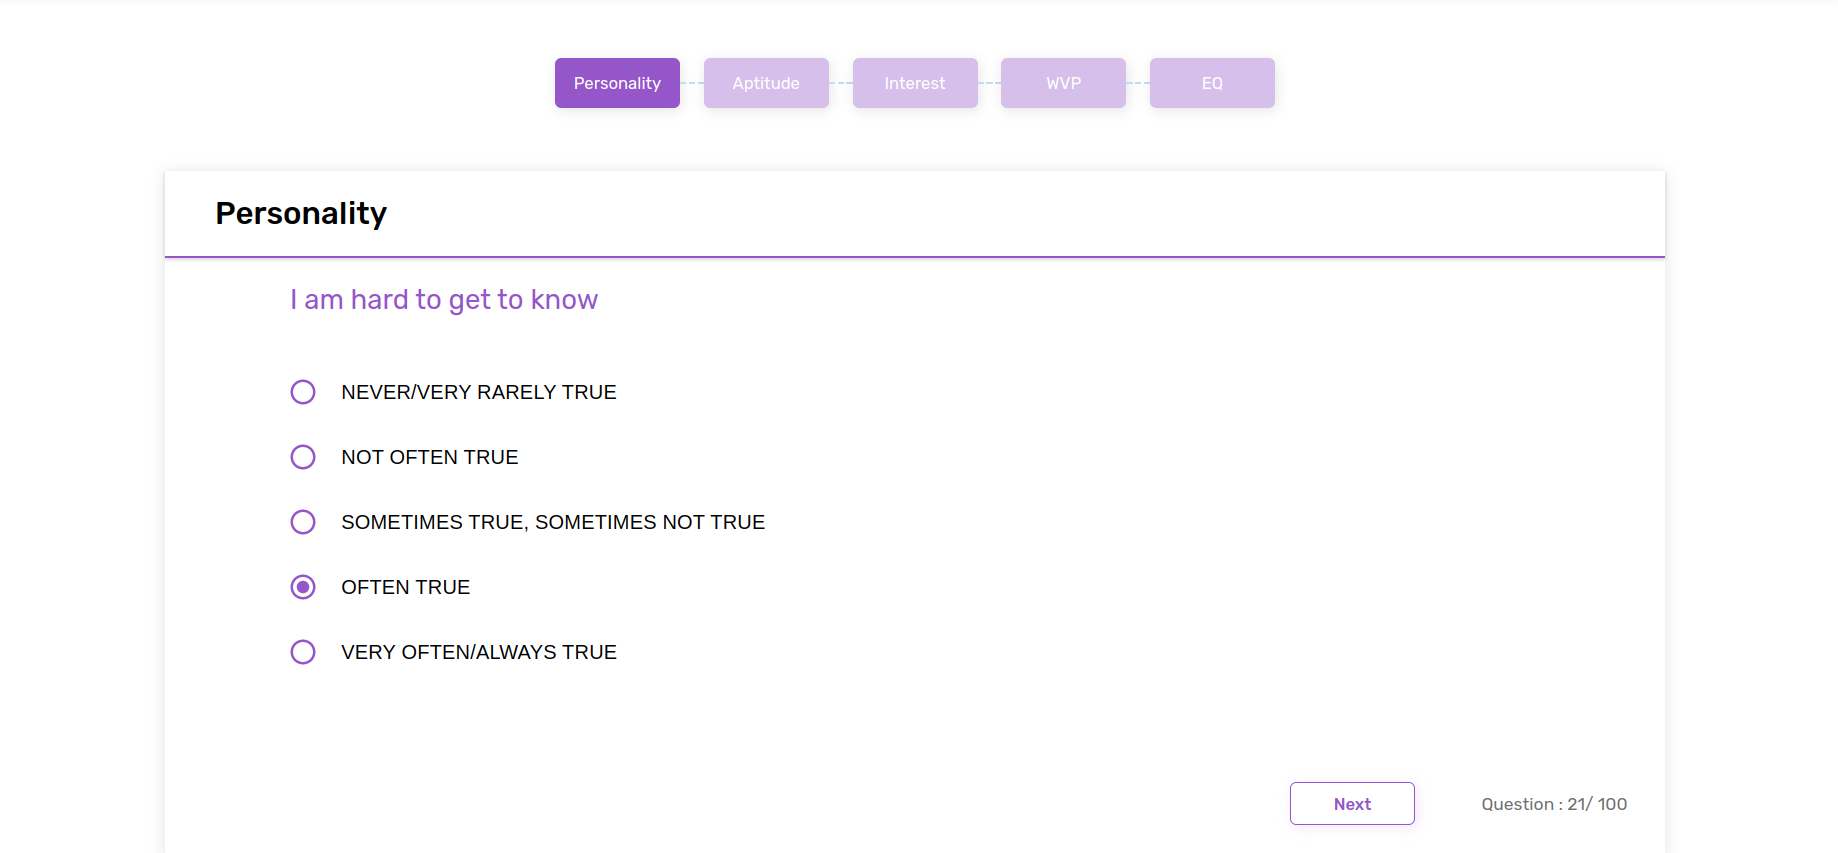 Personality Aptitude Interest WVP EQ
Personality
I am hard to get to know
NEVER/VERY RARELY TRUE
NOT OFTEN TRUE
SOMETIMES TRUE, SOMETIMES NOT TRUE
OFTEN TRUE
VERY OFTEN/ALWAYS TRUE
Next Question : 21/ 100